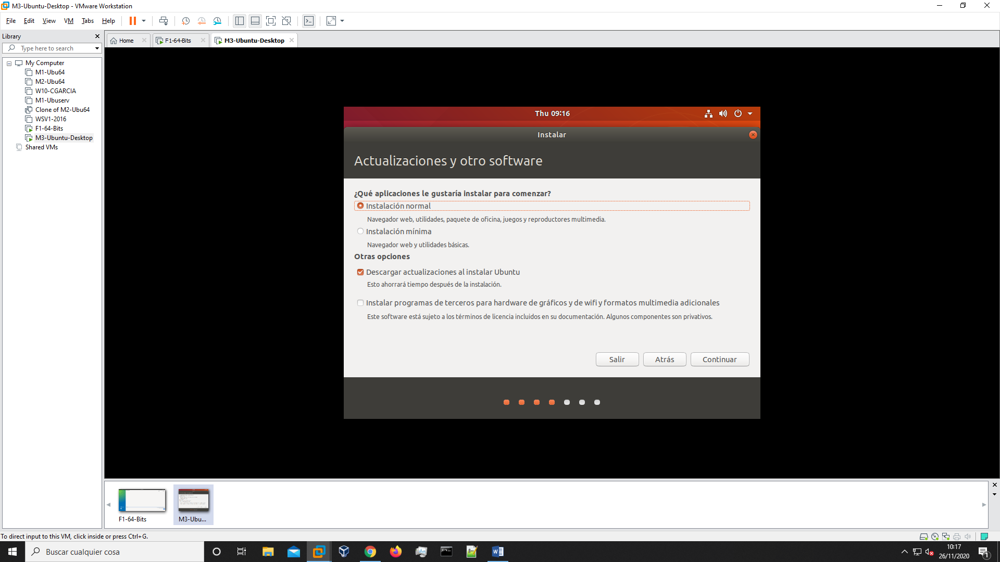 M3-Ubuntu-Desktop - VMware Workstation
File Edit View VM Tabs Help
Library
Type here to search
My Computer
M1-Ubu64
M2-Ubu64
W10-CGARCIA
M1-Ubuserv
Clone of M2-Ubu64
WSV1-2016
F1-64-Bits
M3-Ubuntu-Desktop
Shared VMs
Home F1-64-Bits M3-Ubuntu-Desktop
Thu 09:16
Instalar
Actualizaciones y otro software
¿Qué aplicaciones le gustaría instalar para comenzar?
Instalación normal
Navegador web, utilidades, paquete de oficina, juegos y reproductores multimedia.
Instalación mínima
Navegador web y utilidades básicas.
Otras opciones
Descargar actualizaciones al instalar Ubuntu
Esto ahorrará tiempo después de la instalación.
Instalar programas de terceros para hardware de gráficos y de wifi y formatos multimedia adicionales
Este software está sujeto a los términos de licencia incluidos en su documentación. Algunos componentes son privativos.
Salir Atrás Continuar
F1-64-Bits M3-Ubu...
To direct input to this VM, click inside or press Ctrl+G.
Buscar cualquier cosa
10:17
26/11/2020
1